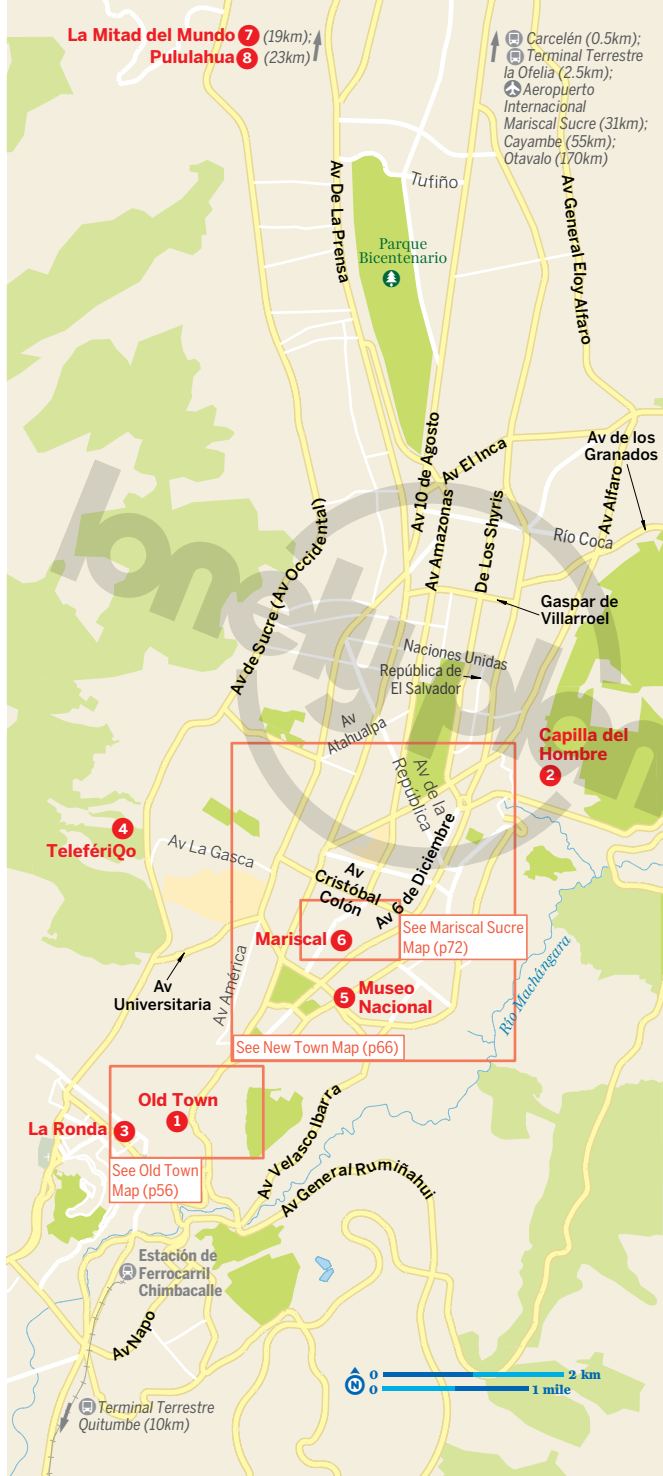 La Mitad del Mundo 7 (19km);
Pululahua 8 (23km)
Carcelén (0.5km);
Terminal Terrestre
la Ofelia (2.5km);
Aeropuerto
Internacional
Mariscal Sucre (31km);
Cayambe (55km);
Otavalo (170km)
Tufiño
Av De La Prensa
Av General Eloy Alfaro
Parque
Bicentenario
Av 10 de Agosto
Av El Inca
Av de los
Granados
Av Alfaro
Av Amazonas
De Los Shyris
Río Coca
Av de Sucre (Av Occidental)
lonely planet
Gaspar de
Villarroel
Naciones Unidas
República de
El Salvador
Av
Atahualpa
Capilla del
Hombre
2
Av de la
República
4
TelefériQo
Av La Gasca
Av
Cristóbal
Colón
Av 6 de Diciembre
Mariscal 6
See Mariscal Sucre
Map (p72)
Av
Universitaria
Av América
5 Museo
Nacional
Río Machángara
See New Town Map (p66)
Old Town
1
La Ronda 3
See Old Town
Map (p56)
Av Velasco Ibarra
Av General Rumiñahui
Estación de
Ferrocarril
Chimbacalle
Av Napo
N
0 2 km
0 1 mile
Terminal Terrestre
Quitumbe (10km)